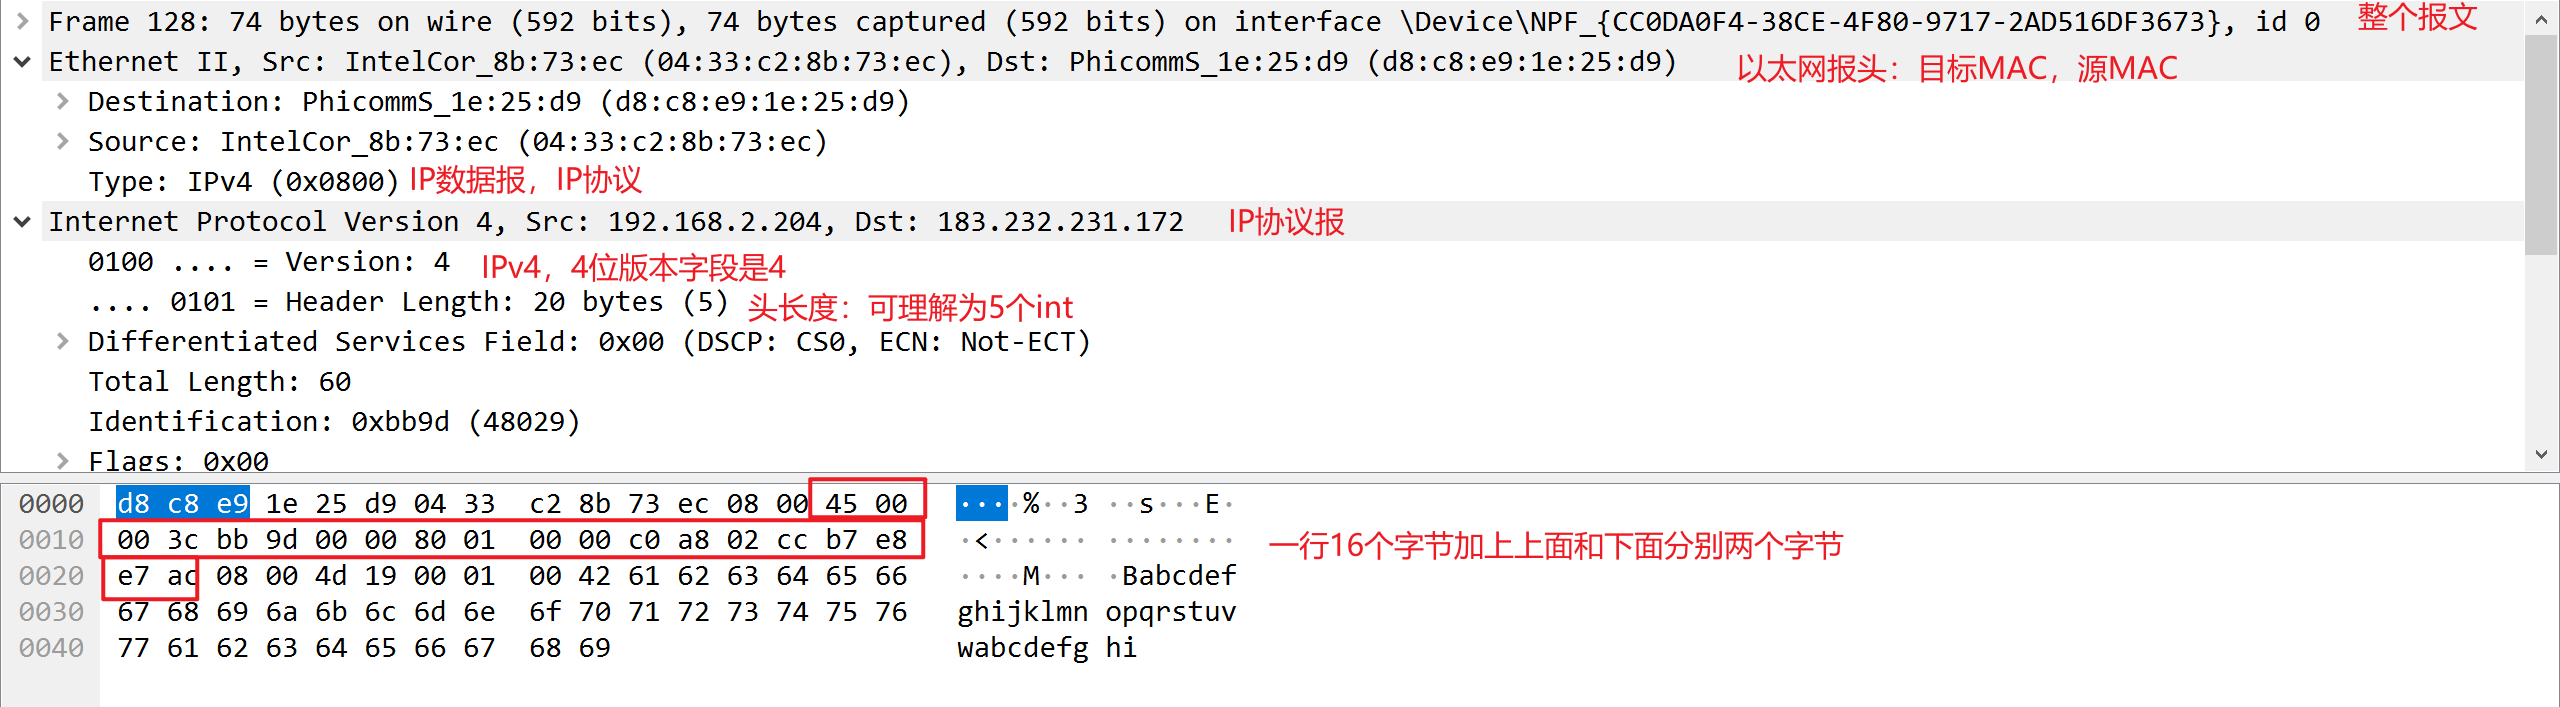 Frame 128: 74 bytes on wire (592 bits), 74 bytes captured (592 bits) on interface \Device\NPF_{CC0DA0F4-38CE-4F80-9717-2AD516DF3673}, id 0 整个报文
Ethernet II, Src: IntelCor_8b:73:ec (04:33:c2:8b:73:ec), Dst: PhicommS_1e:25:d9 (d8:c8:e9:1e:25:d9) 以太网报头：目标MAC，源MAC
Destination: PhicommS_1e:25:d9 (d8:c8:e9:1e:25:d9)
Source: IntelCor_8b:73:ec (04:33:c2:8b:73:ec)
Type: IPv4 (0x0800) IP数据报，IP协议
Internet Protocol Version 4, Src: 192.168.2.204, Dst: 183.232.231.172 IP协议报
0100 .... = Version: 4 IPv4，4位版本字段是4
.... 0101 = Header Length: 20 bytes (5) 头长度：可理解为5个int
Differentiated Services Field: 0x00 (DSCP: CS0, ECN: Not-ECT)
Total Length: 60
Identification: 0xbb9d (48029)
Flags: 0x00
0000 d8 c8 e9 1e 25 d9 04 33 c2 8b 73 ec 08 00 45 00 ····%··3 ··s···E·
0010 00 3c bb 9d 00 00 80 01 00 00 c0 a8 02 cc b7 e8 ·<······ ········ 一行16个字节加上上面和下面分别两个字节
0020 e7 ac 08 00 4d 19 00 01 00 42 61 62 63 64 65 66 ····M··· ·Babcdef
0030 67 68 69 6a 6b 6c 6d 6e 6f 70 71 72 73 74 75 76 ghijklmn opqrstuv
0040 77 61 62 63 64 65 66 67 68 69 wabcdefg hi